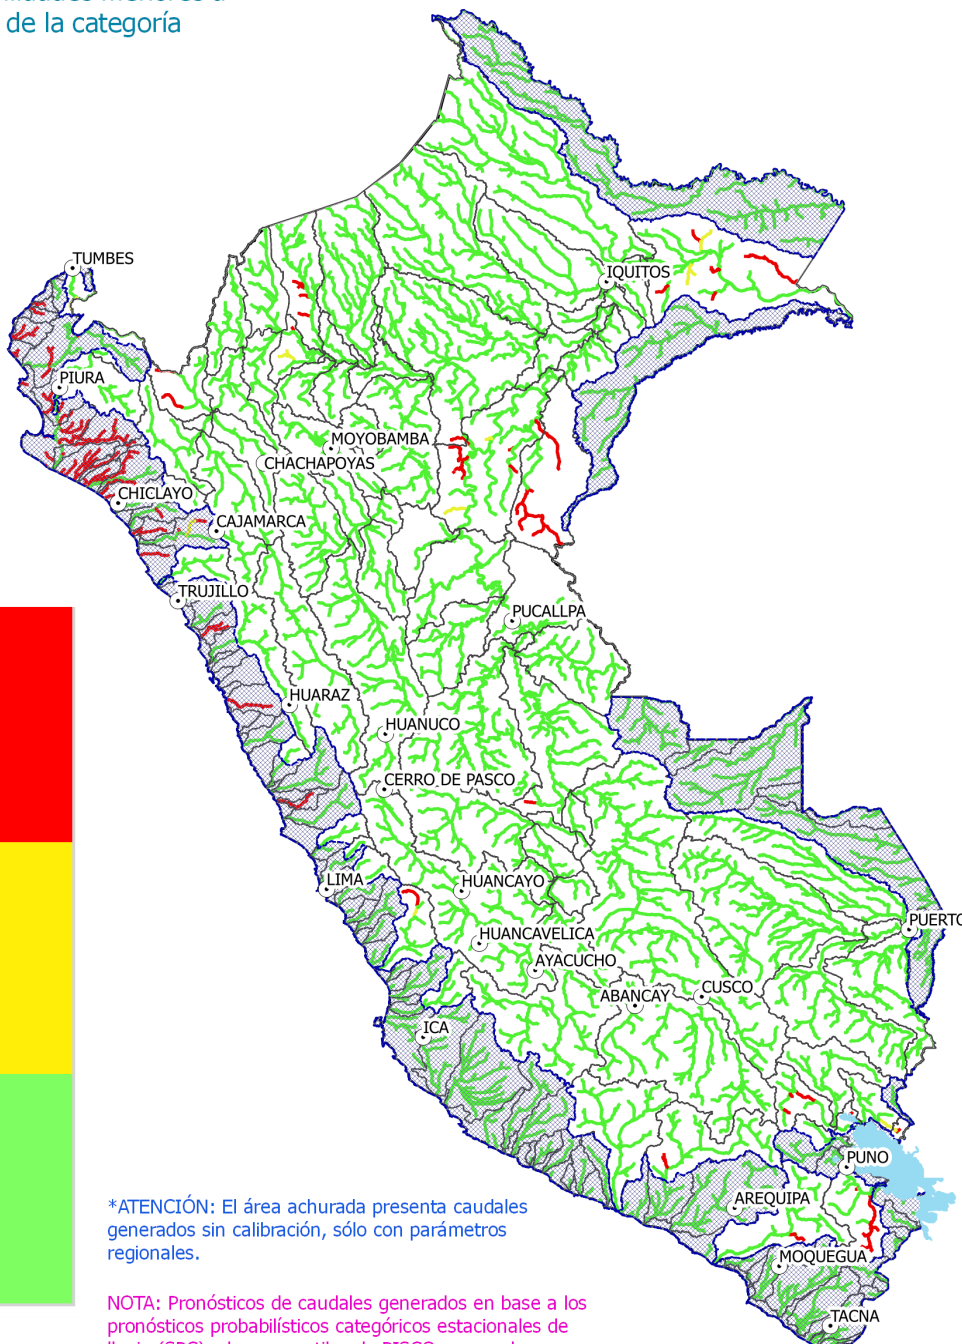 de la categoría
TUMBES
IQUITOS
PIURA
MOYOBAMBA
CHACHAPOYAS
CHICLAYO
CAJAMARCA
TRUJILLO
PUCALLPA
HUARAZ
HUANUCO
CERRO DE PASCO
LIMA
HUANCAYO
PUERTO
HUANCAVELICA
AYACUCHO
ABANCAY
CUSCO
ICA
PUNO
AREQUIPA
MOQUEGUA
TACNA
*ATENCIÓN: El área achurada presenta caudales
generados sin calibración, sólo con parámetros
regionales.
NOTA: Pronósticos de caudales generados en base a los
pronósticos probabilísticos categóricos estacionales de